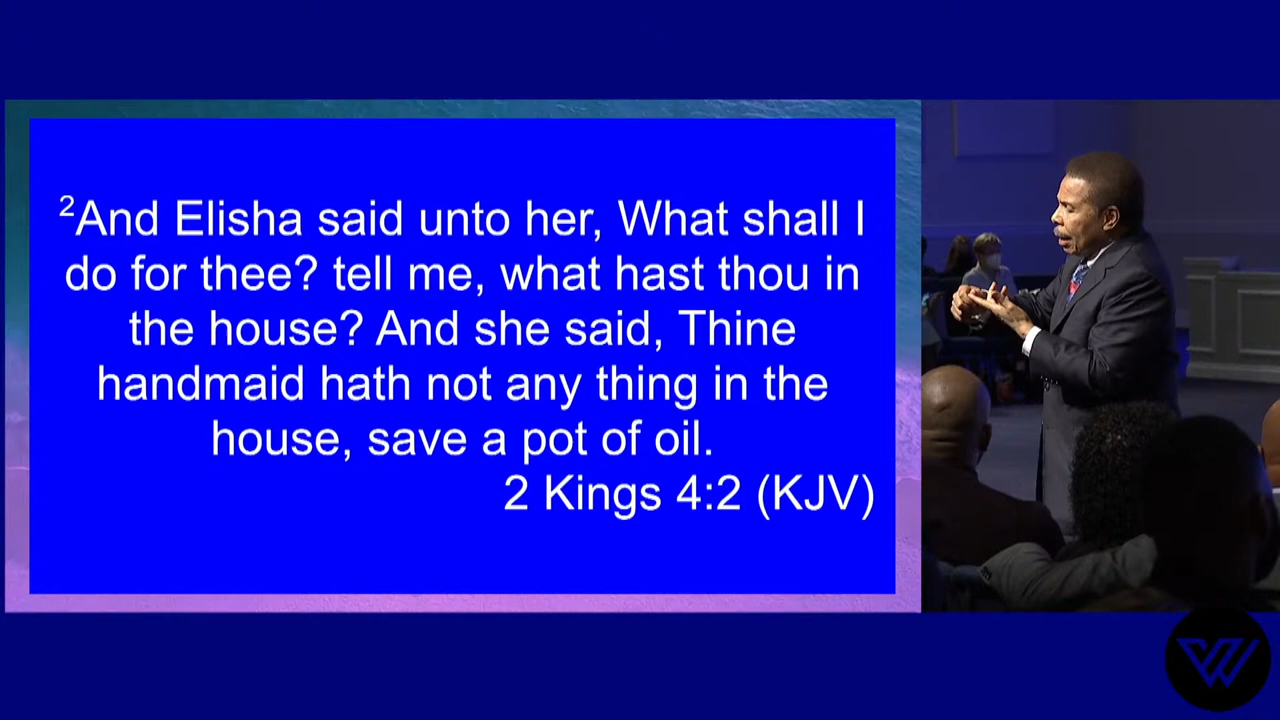 ²And Elisha said unto her, What shall I
do for thee? tell me, what hast thou in
the house? And she said, Thine
handmaid hath not any thing in the
house, save a pot of oil.
2 Kings 4:2 (KJV)